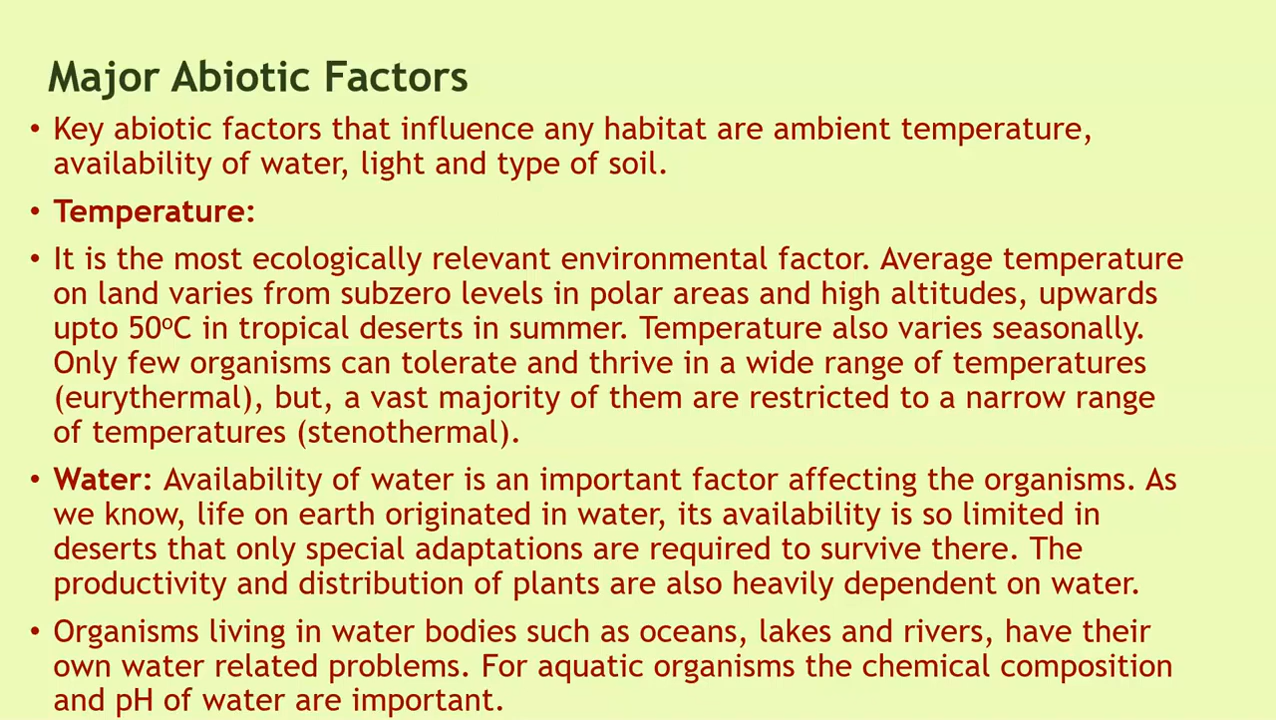 Major Abiotic Factors
• Key abiotic factors that influence any habitat are ambient temperature,
availability of water, light and type of soil.
• Temperature:
• It is the most ecologically relevant environmental factor. Average temperature
on land varies from subzero levels in polar areas and high altitudes, upwards
upto 50ºC in tropical deserts in summer. Temperature also varies seasonally.
Only few organisms can tolerate and thrive in a wide range of temperatures
(eurythermal), but, a vast majority of them are restricted to a narrow range
of temperatures (stenothermal).
• Water: Availability of water is an important factor affecting the organisms. As
we know, life on earth originated in water, its availability is so limited in
deserts that only special adaptations are required to survive there. The
productivity and distribution of plants are also heavily dependent on water.
• Organisms living in water bodies such as oceans, lakes and rivers, have their
own water related problems. For aquatic organisms the chemical composition
and pH of water are important.